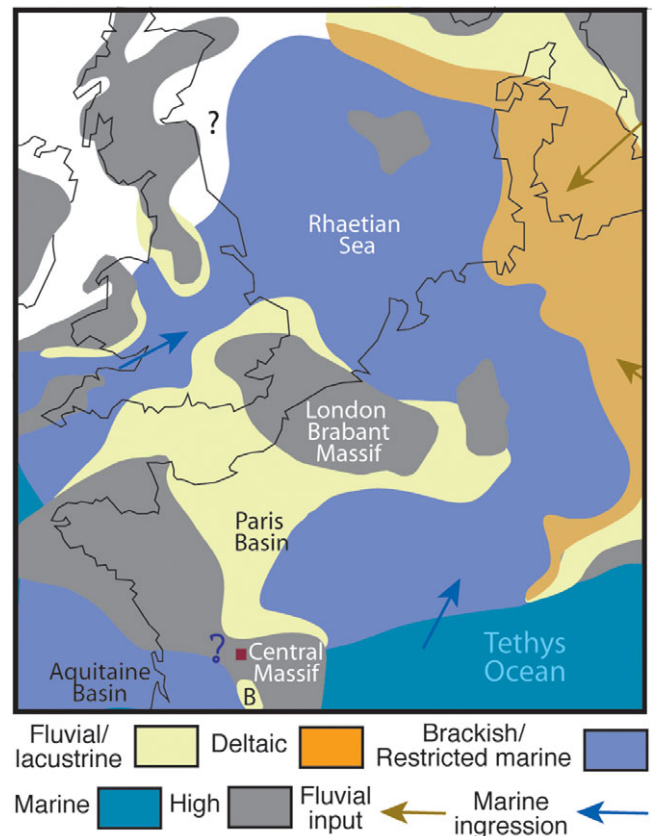 ?
Rhaetian
Sea
London
Brabant
Massif
Paris
Basin
?
Central
Massif
Tethys
Ocean
Aquitaine
Basin
B
Fluvial/
lacustrine
Deltaic
Brackish/
Restricted marine
Marine
High
Fluvial
input
Marine
ingression